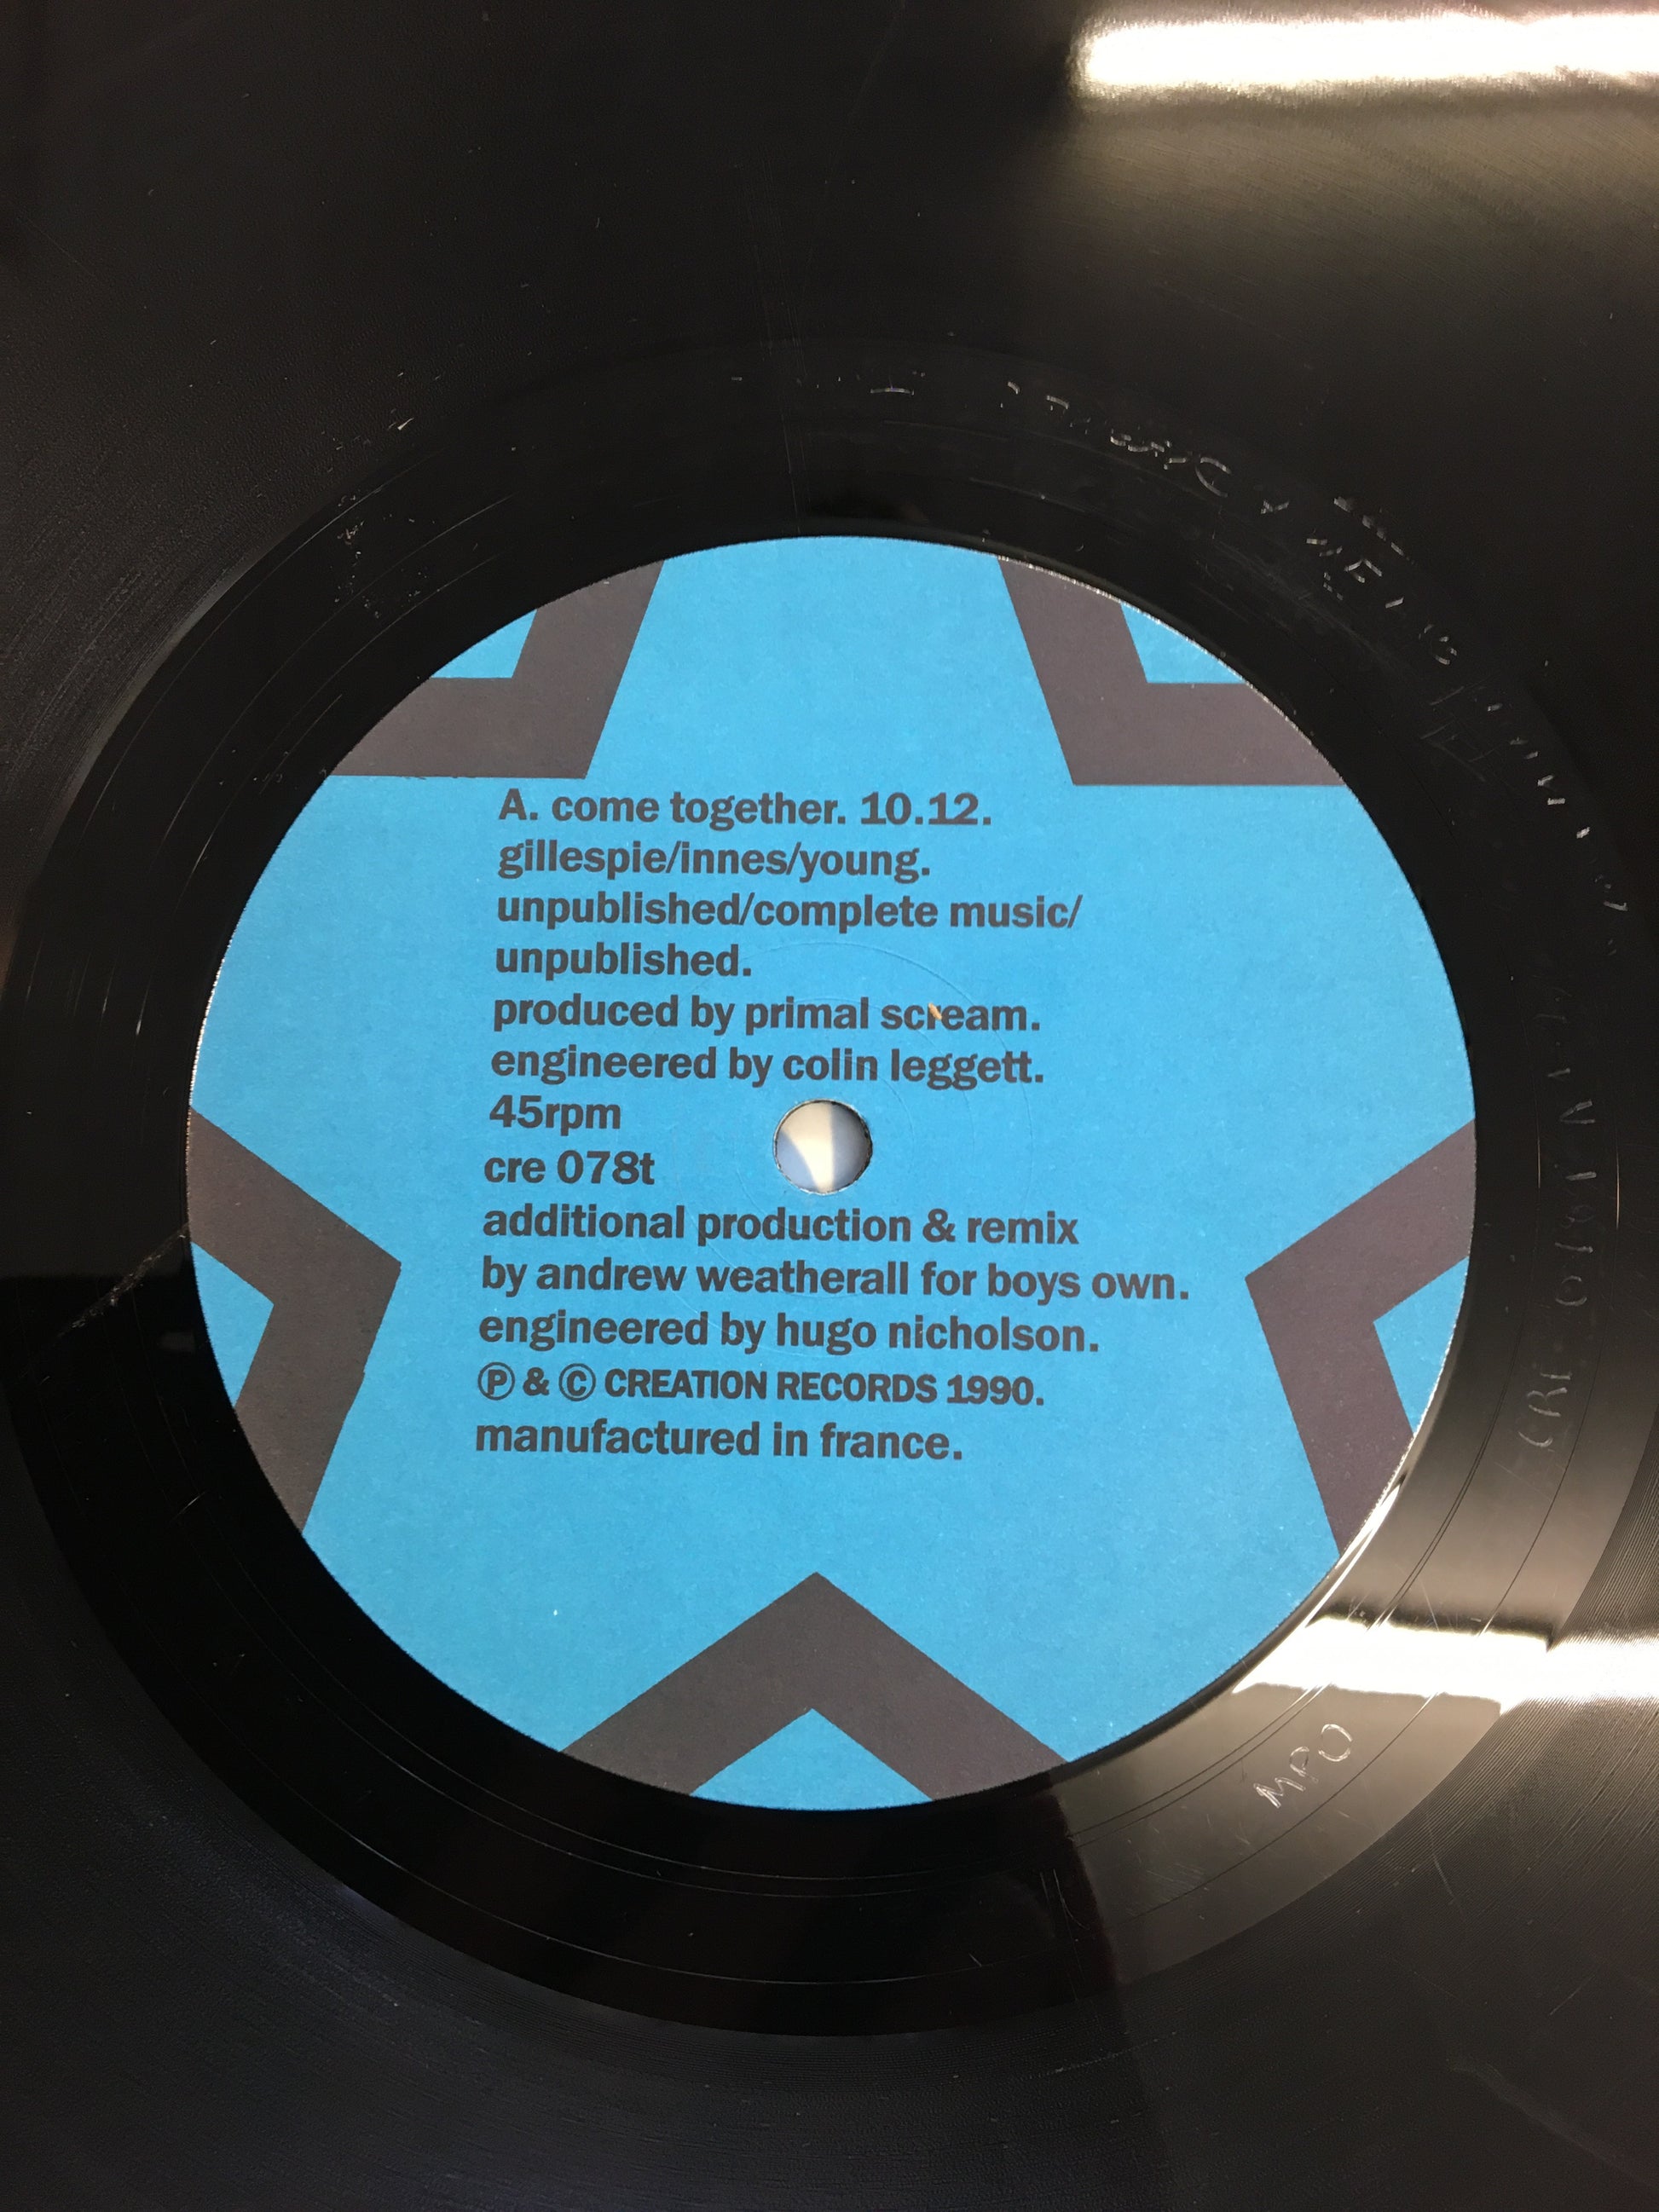 A. come together. 10.12.
gillespie/innes/young.
unpublished/complete music/
unpublished.
produced by primal scream.
engineered by colin leggett.
45rpm
cre 078t
additional production & remix
by andrew weatherall for boys own.
engineered by hugo nicholson.
Ⓟ & © CREATION RECORDS 1990.
manufactured in france.
MPO